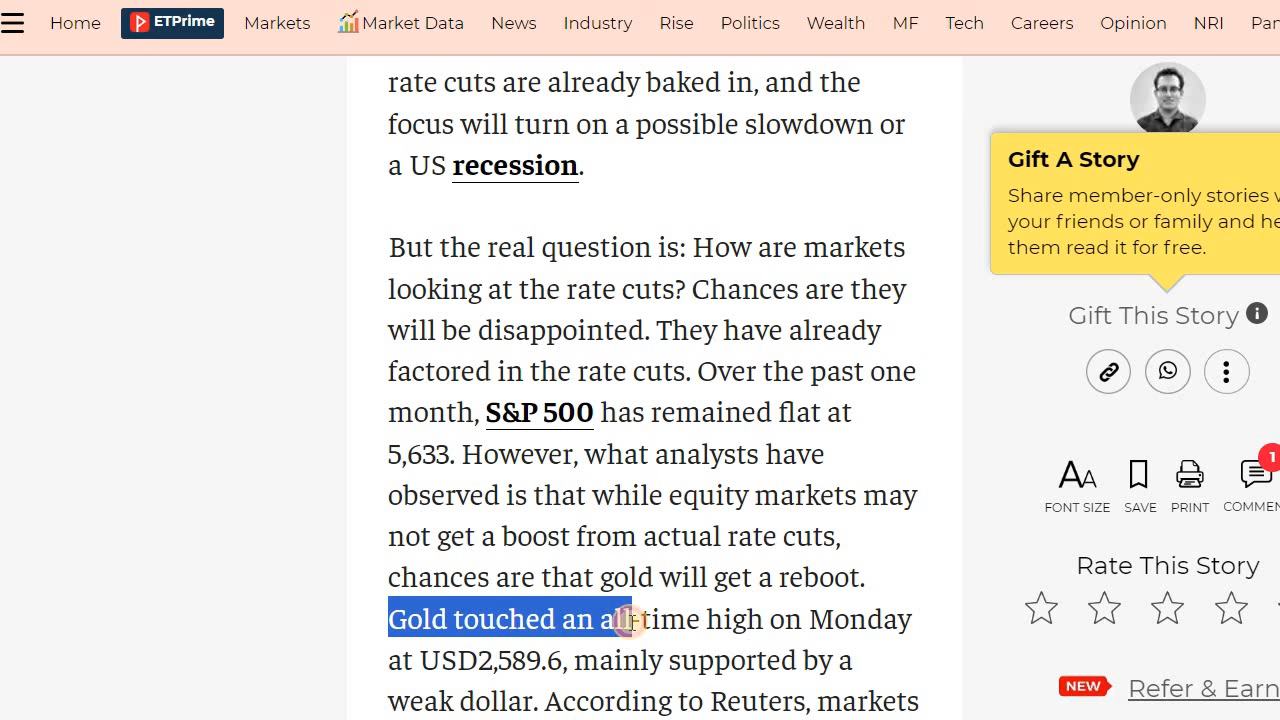 Home ETPrime Markets Market Data News Industry Rise Politics Wealth MF Tech Careers Opinion NRI
rate cuts are already baked in, and the
focus will turn on a possible slowdown or
a US recession.
But the real question is: How are markets
looking at the rate cuts? Chances are they
will be disappointed. They have already
factored in the rate cuts. Over the past one
month, S&P 500 has remained flat at
5,633. However, what analysts have
observed is that while equity markets may
not get a boost from actual rate cuts,
chances are that gold will get a reboot.
Gold touched an all-time high on Monday
at USD2,589.6, mainly supported by a
weak dollar. According to Reuters, markets
Gift A Story
Share member-only stories
your friends or family and
them read it for free.
Gift This Story
1
FONT SIZE SAVE PRINT
Rate This Story
NEW Refer & Earn